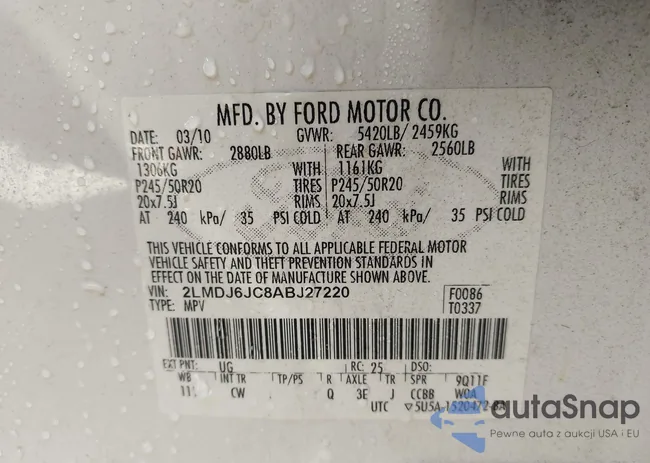 MFD. BY FORD MOTOR CO.
DATE: 03/10 GVWR: 5420LB/ 2459KG
FRONT GAWR: 2880LB REAR GAWR: 2560LB
1306KG WITH 1161KG WITH
P245/50R20 TIRES P245/50R20 TIRES
20x7.5J RIMS 20x7.5J RIMS
AT 240 kPa/ 35 PSI COLD AT 240 kPa/ 35 PSI COLD
THIS VEHICLE CONFORMS TO ALL APPLICABLE FEDERAL MOTOR
VEHICLE SAFETY AND THEFT PREVENTION STANDARDS IN
EFFECT ON THE DATE OF MANUFACTURE SHOWN ABOVE.
VIN: 2LMDJ6JC8ABJ27220 F0086
TYPE: MPV T0337
EXT PNT: UG RC: 25 DSO:
WB INT TR TP/PS R AXLE TR SPR 9Q11F
CW Q 3E J CCBB WOA
UTC
autaSnap
Pewne auta z aukcji USA i EU